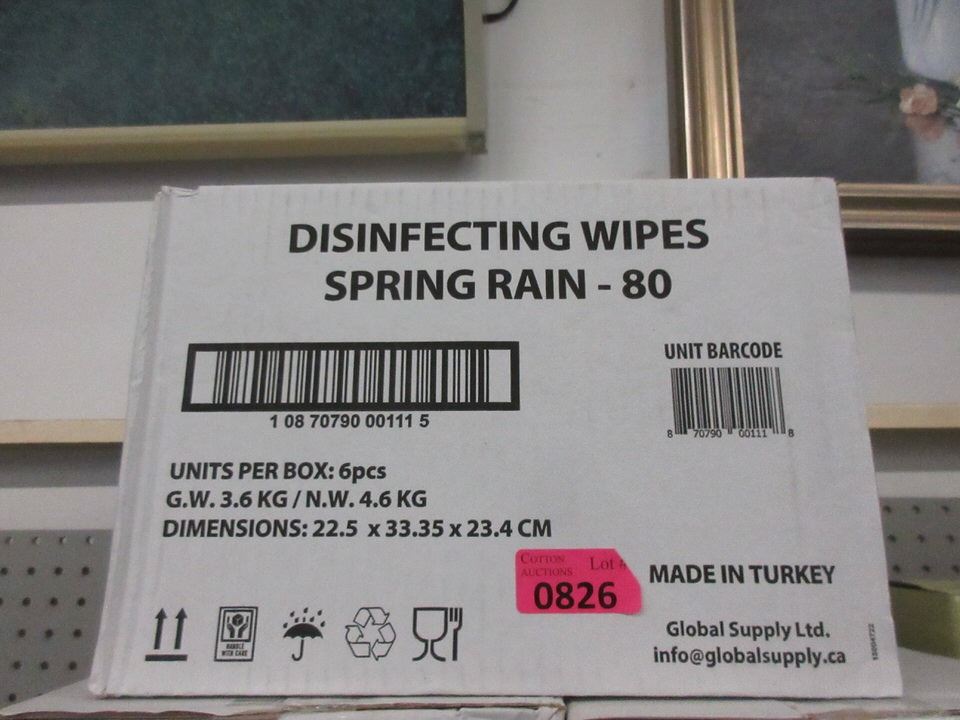 DISINFECTING WIPES
SPRING RAIN - 80
UNIT BARCODE
1 08 70790 00111 5
8 70790 00111 8
UNITS PER BOX: 6pcs
G.W. 3.6 KG / N.W. 4.6 KG
DIMENSIONS: 22.5 x 33.35 x 23.4 CM
COTTON
AUCTIONS
Lot #
0826
MADE IN TURKEY
HANDLE
WITH CARE
Global Supply Ltd.
info@globalsupply.ca